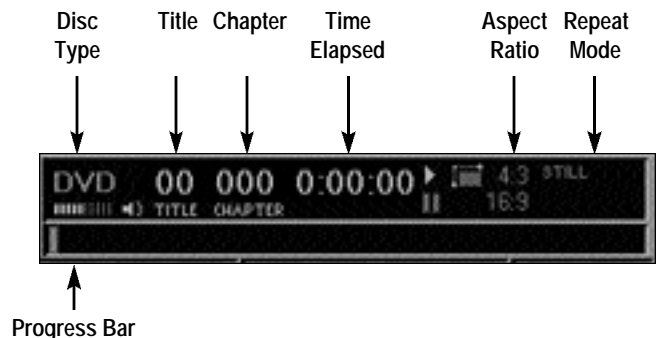 Disc Type
Title
Chapter
Time Elapsed
Aspect Ratio
Repeat Mode
DVD 00 000 0:00:00 4:3 STILL
TITLE CHAPTER 16:9
Progress Bar